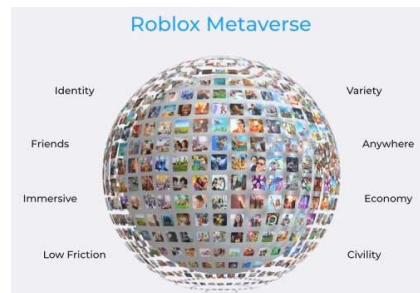 Roblox Metaverse
Identity
Variety
Friends
Anywhere
Immersive
Economy
Low Friction
Civility